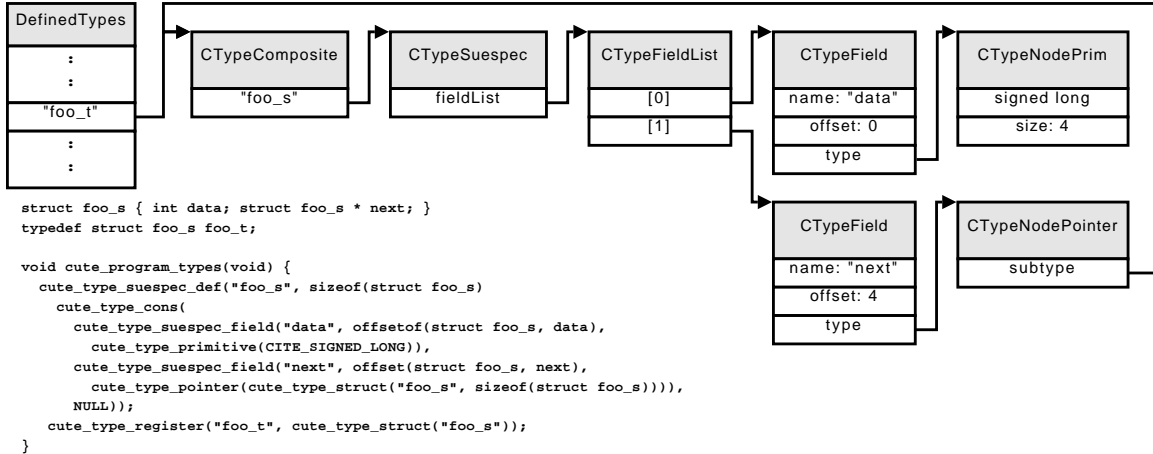 DefinedTypes
:
:
"foo_t"
:
:
CTypeComposite
"foo_s"
CTypeSuespec
fieldList
CTypeFieldList
[0]
[1]
CTypeField
name: "data"
offset: 0
type
CTypeNodePrim
signed long
size: 4
CTypeField
name: "next"
offset: 4
type
CTypeNodePointer
subtype
struct foo_s { int data; struct foo_s * next; }
typedef struct foo_s foo_t;
void cute_program_types(void) {
cute_type_suespec_def("foo_s", sizeof(struct foo_s)
cute_type_cons(
cute_type_suespec_field("data", offsetof(struct foo_s, data),
cute_type_primitive(CITE_SIGNED_LONG)),
cute_type_suespec_field("next", offset(struct foo_s, next),
cute_type_pointer(cute_type_struct("foo_s", sizeof(struct foo_s)))),
NULL));
cute_type_register("foo_t", cute_type_struct("foo_s"));
}